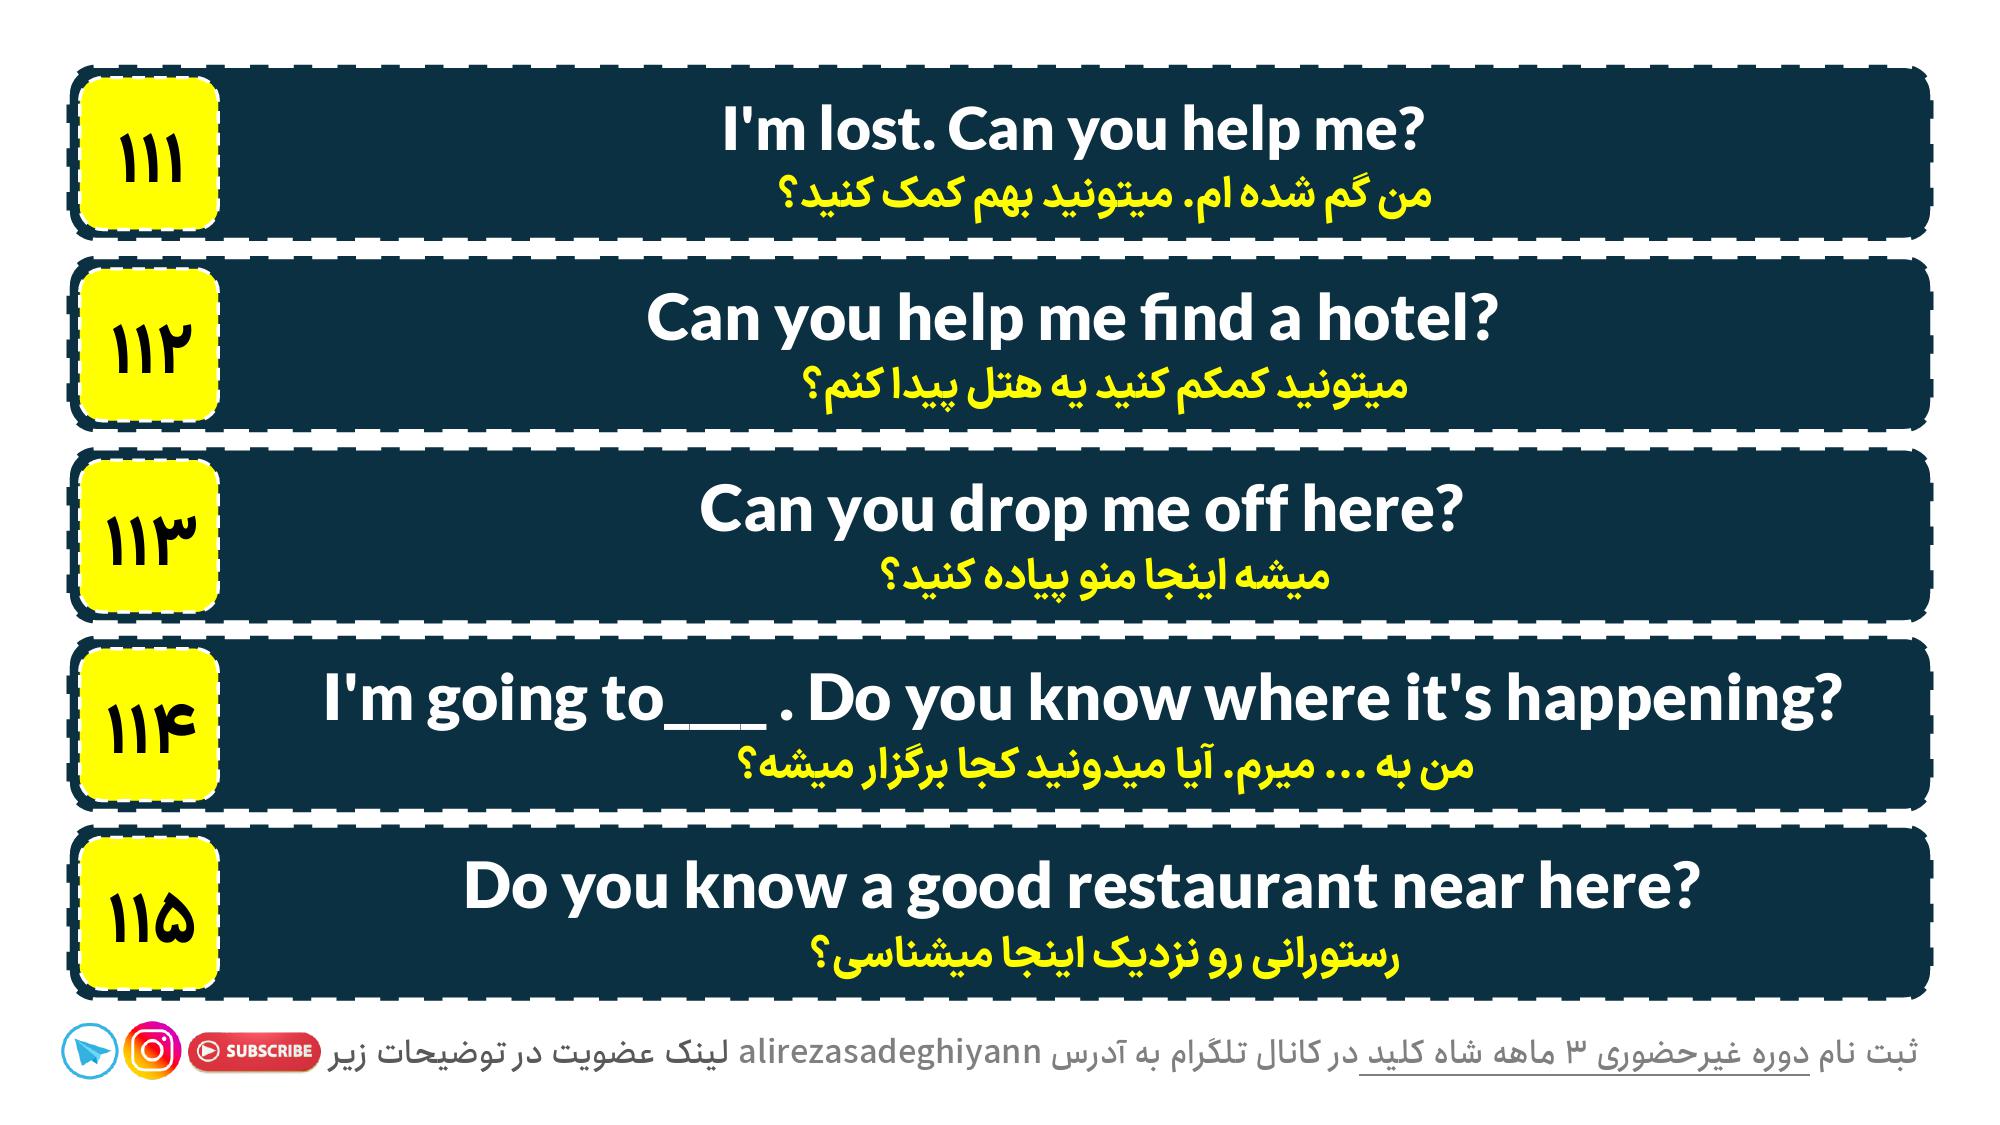 ۱۱۱
I'm lost. Can you help me?
من گم شده ام. میتونید بهم کمک کنید؟
۱۱۲
Can you help me find a hotel?
میتونید کمکم کنید یه هتل پیدا کنم؟
۱۱۳
Can you drop me off here?
میشه اینجا منو پیاده کنید؟
۱۱۴
I'm going to____ . Do you know where it's happening?
من به ... میرم. آیا میدونید کجا برگزار میشه؟
۱۱۵
Do you know a good restaurant near here?
رستورانی رو نزدیک اینجا میشناسی؟
ثبت نام دوره غیرحضوری ۳ ماهه شاه کلید در کانال تلگرام به آدرس alirezasadeghiyann لینک عضویت در توضیحات زیر
SUBSCRIBE